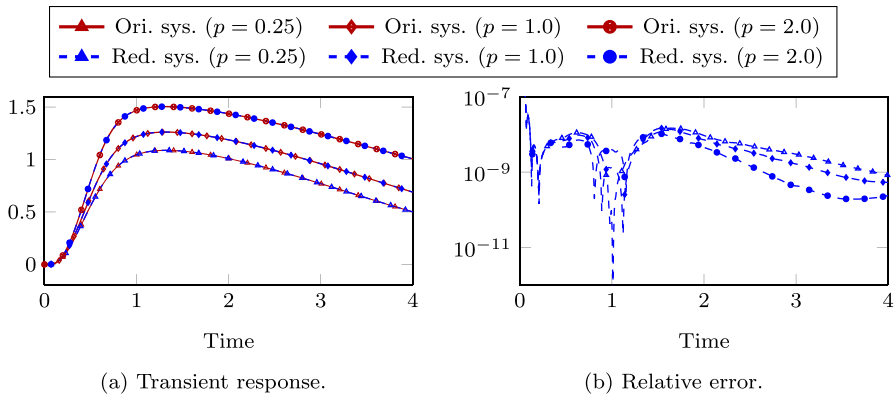 Ori. sys. (p = 0.25) Ori. sys. (p = 1.0) Ori. sys. (p = 2.0)
Red. sys. (p = 0.25) Red. sys. (p = 1.0) Red. sys. (p = 2.0)
1.5
1
0.5
0
0 1 2 3 4
Time
(a) Transient response.
10⁻⁷
10⁻⁹
10⁻¹¹
0 1 2 3 4
Time
(b) Relative error.